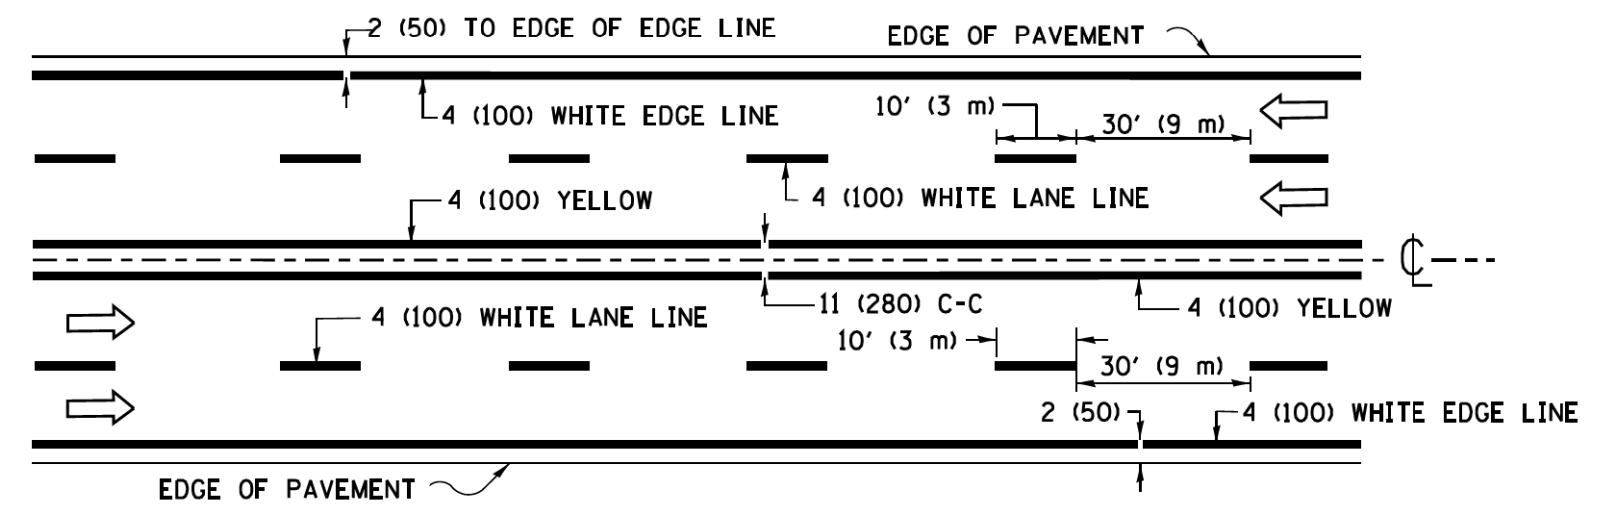 2 (50) TO EDGE OF EDGE LINE
EDGE OF PAVEMENT
4 (100) WHITE EDGE LINE
10' (3 m)
30' (9 m)
4 (100) YELLOW
4 (100) WHITE LANE LINE
℄
11 (280) C-C
4 (100) YELLOW
4 (100) WHITE LANE LINE
10' (3 m)
30' (9 m)
2 (50)
4 (100) WHITE EDGE LINE
EDGE OF PAVEMENT